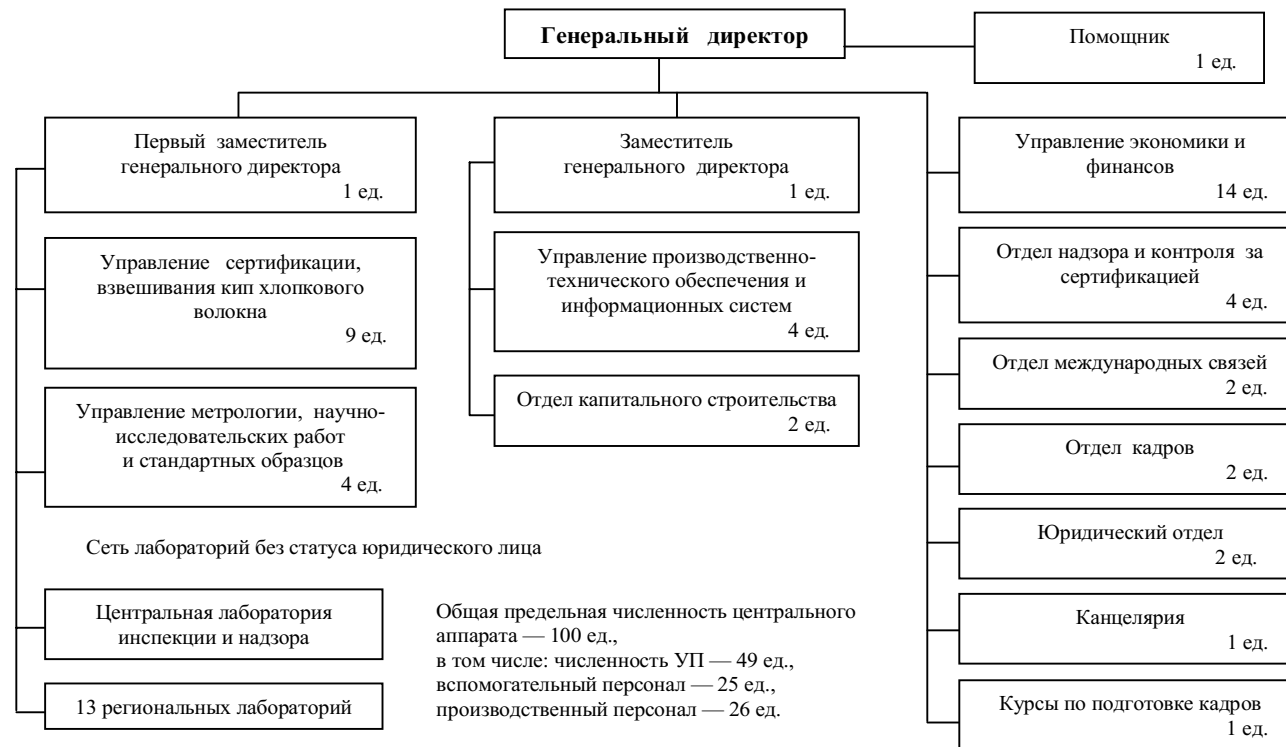 Генеральный директор
Помощник
1 ед.
Первый заместитель
генерального директора
1 ед.
Управление сертификации,
взвешивания кип хлопкового
волокна
9 ед.
Управление метрологии, научно-
исследовательских работ
и стандартных образцов
4 ед.
Сеть лабораторий без статуса юридического лица
Центральная лаборатория
инспекции и надзора
13 региональных лабораторий
Заместитель
генерального директора
1 ед.
Управление производственно-
технического обеспечения и
информационных систем
4 ед.
Отдел капитального строительства
2 ед.
Общая предельная численность центрального
аппарата — 100 ед.,
в том числе: численность УП — 49 ед.,
вспомогательный персонал — 25 ед.,
производственный персонал — 26 ед.
Управление экономики и
финансов
14 ед.
Отдел надзора и контроля за
сертификацией
4 ед.
Отдел международных связей
2 ед.
Отдел кадров
2 ед.
Юридический отдел
2 ед.
Канцелярия
1 ед.
Курсы по подготовке кадров
1 ед.